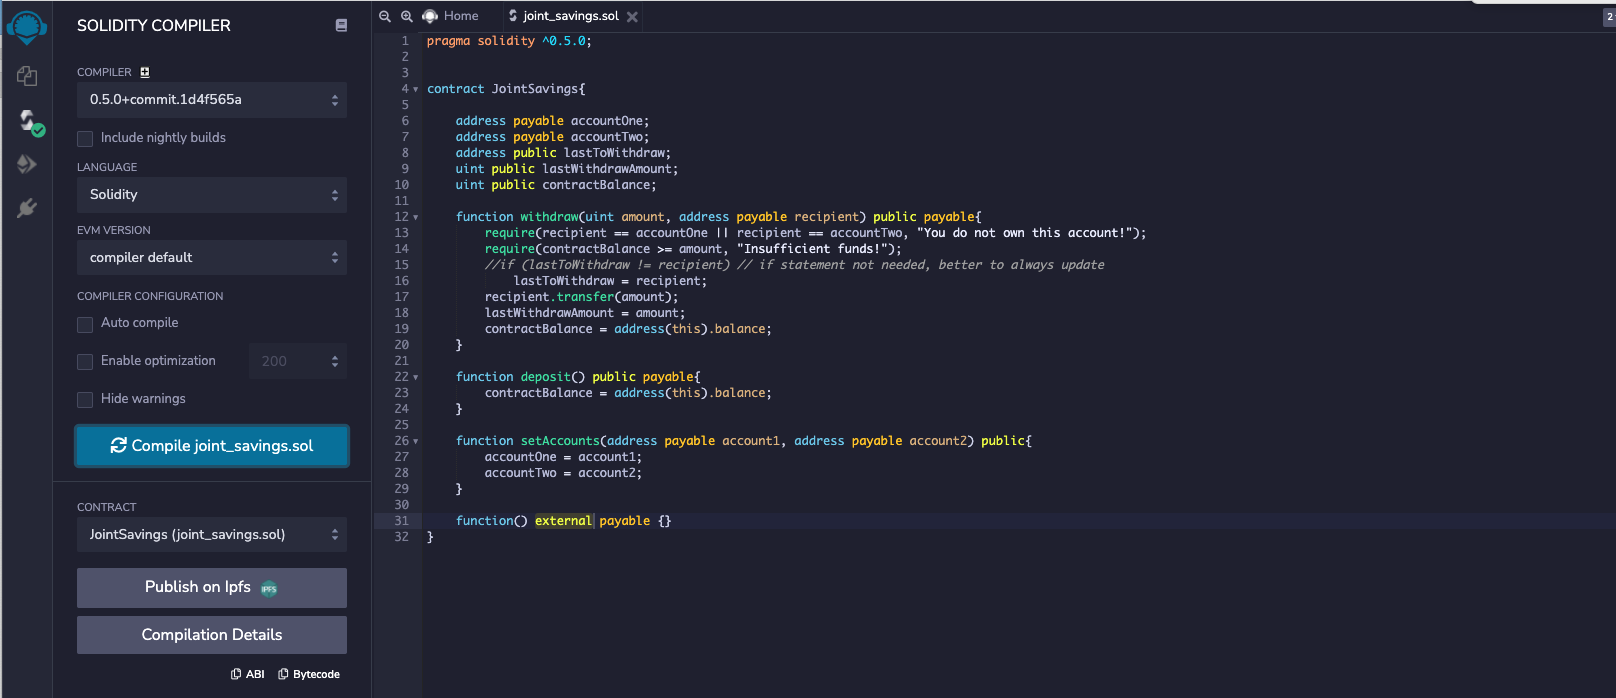 SOLIDITY COMPILER
COMPILER
0.5.0+commit.1d4f565a
Include nightly builds
LANGUAGE
Solidity
EVM VERSION
compiler default
COMPILER CONFIGURATION
Auto compile
Enable optimization 200
Hide warnings
Compile joint_savings.sol
CONTRACT
JointSavings (joint_savings.sol)
Publish on Ipfs IPFS
Compilation Details
ABI Bytecode
Home joint_savings.sol 2
1 pragma solidity ^0.5.0;
2
3
4 contract JointSavings{
5
6 address payable accountOne;
7 address payable accountTwo;
8 address public lastToWithdraw;
9 uint public lastWithdrawAmount;
10 uint public contractBalance;
11
12 function withdraw(uint amount, address payable recipient) public payable{
13 require(recipient == accountOne || recipient == accountTwo, "You do not own this account!");
14 require(contractBalance >= amount, "Insufficient funds!");
15 //if (lastToWithdraw != recipient) // if statement not needed, better to always update
16 lastToWithdraw = recipient;
17 recipient.transfer(amount);
18 lastWithdrawAmount = amount;
19 contractBalance = address(this).balance;
20 }
21
22 function deposit() public payable{
23 contractBalance = address(this).balance;
24 }
25
26 function setAccounts(address payable account1, address payable account2) public{
27 accountOne = account1;
28 accountTwo = account2;
29 }
30
31 function() external payable {}
32 }